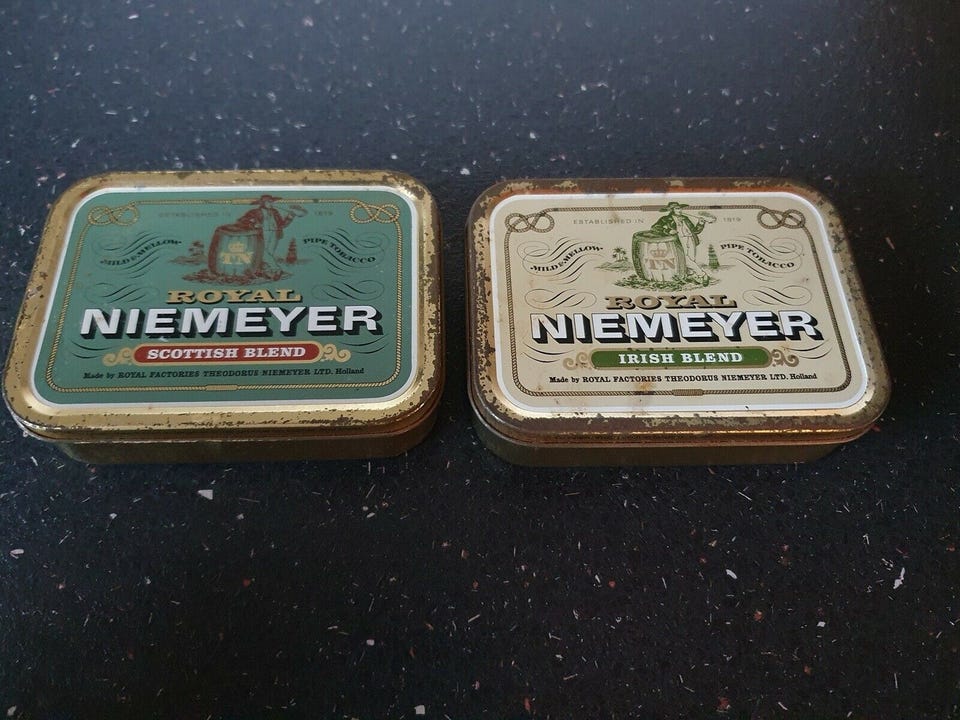 ESTABLISHED IN 1819
MILD & MELLOW PIPE TOBACCO
TN
ROYAL
NIEMEYER
SCOTTISH BLEND
Made by ROYAL FACTORIES THEODORUS NIEMEYER LTD. Holland
ESTABLISHED IN 1819
MILD & MELLOW PIPE TOBACCO
TN
ROYAL
NIEMEYER
IRISH BLEND
Made by ROYAL FACTORIES THEODORUS NIEMEYER LTD. Holland